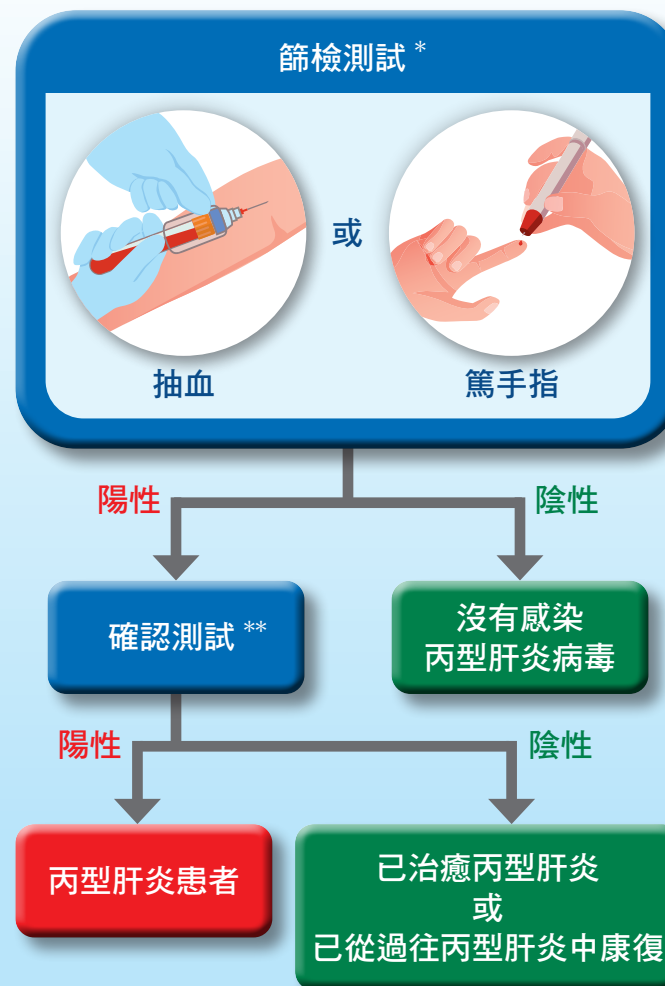 篩檢測試 *
或
抽血
篤手指
陽性
陰性
確認測試 **
沒有感染
丙型肝炎病毒
陽性
陰性
丙型肝炎患者
已治癒丙型肝炎
或
已從過往丙型肝炎中康復